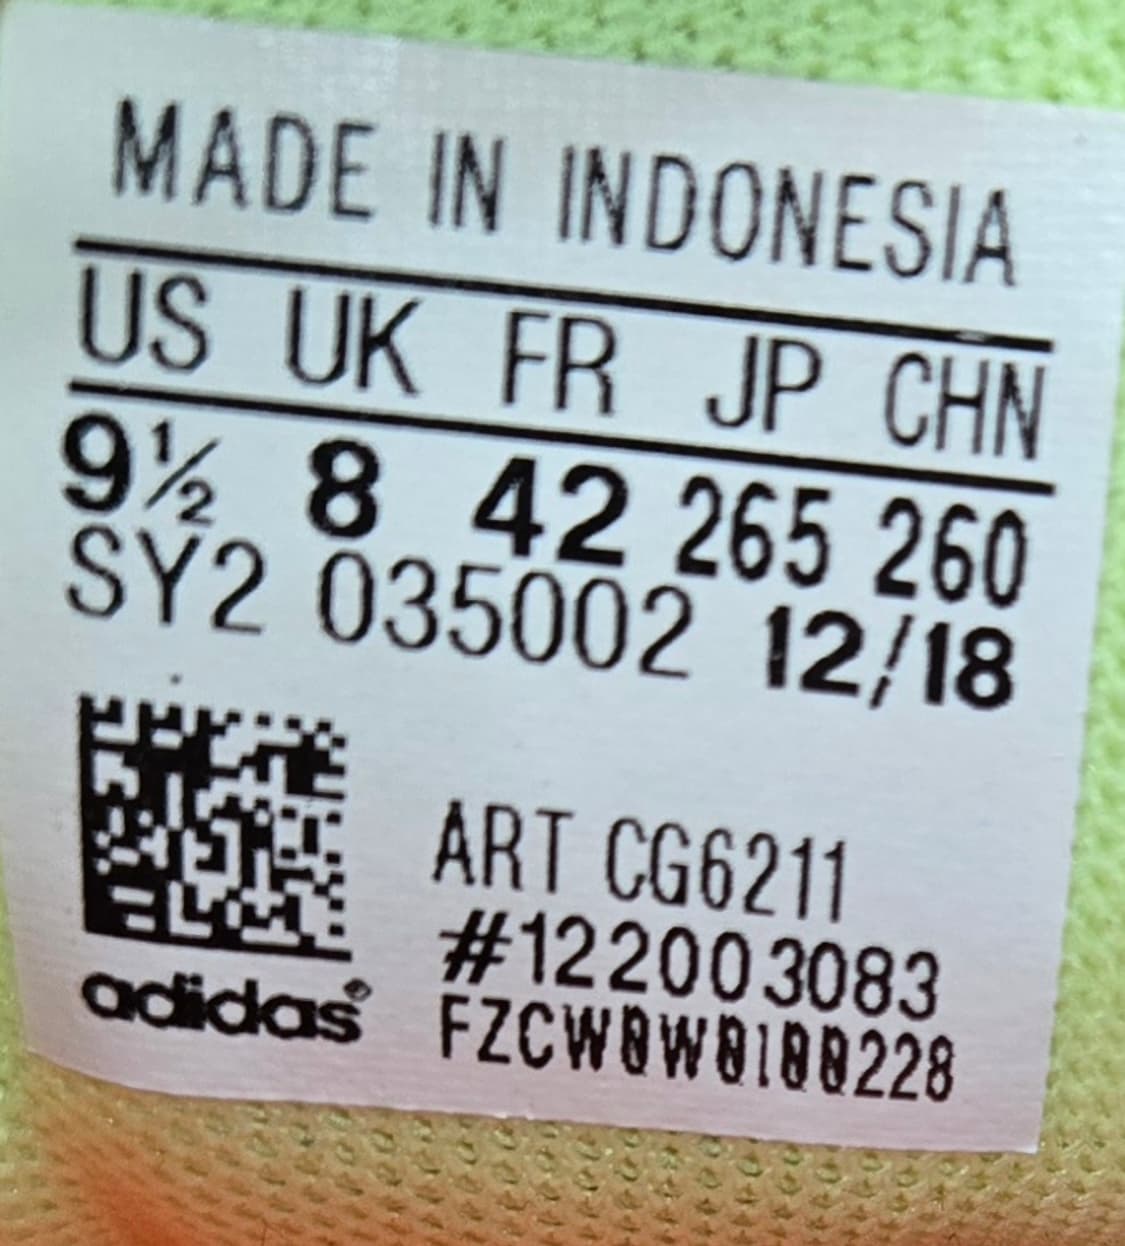 MADE IN INDONESIA
US UK FR JP CHN
9½ 8 42 265 260
SY2 035002 12/18
ART CG6211
#122003083
adidas®
FZCW0W0100228